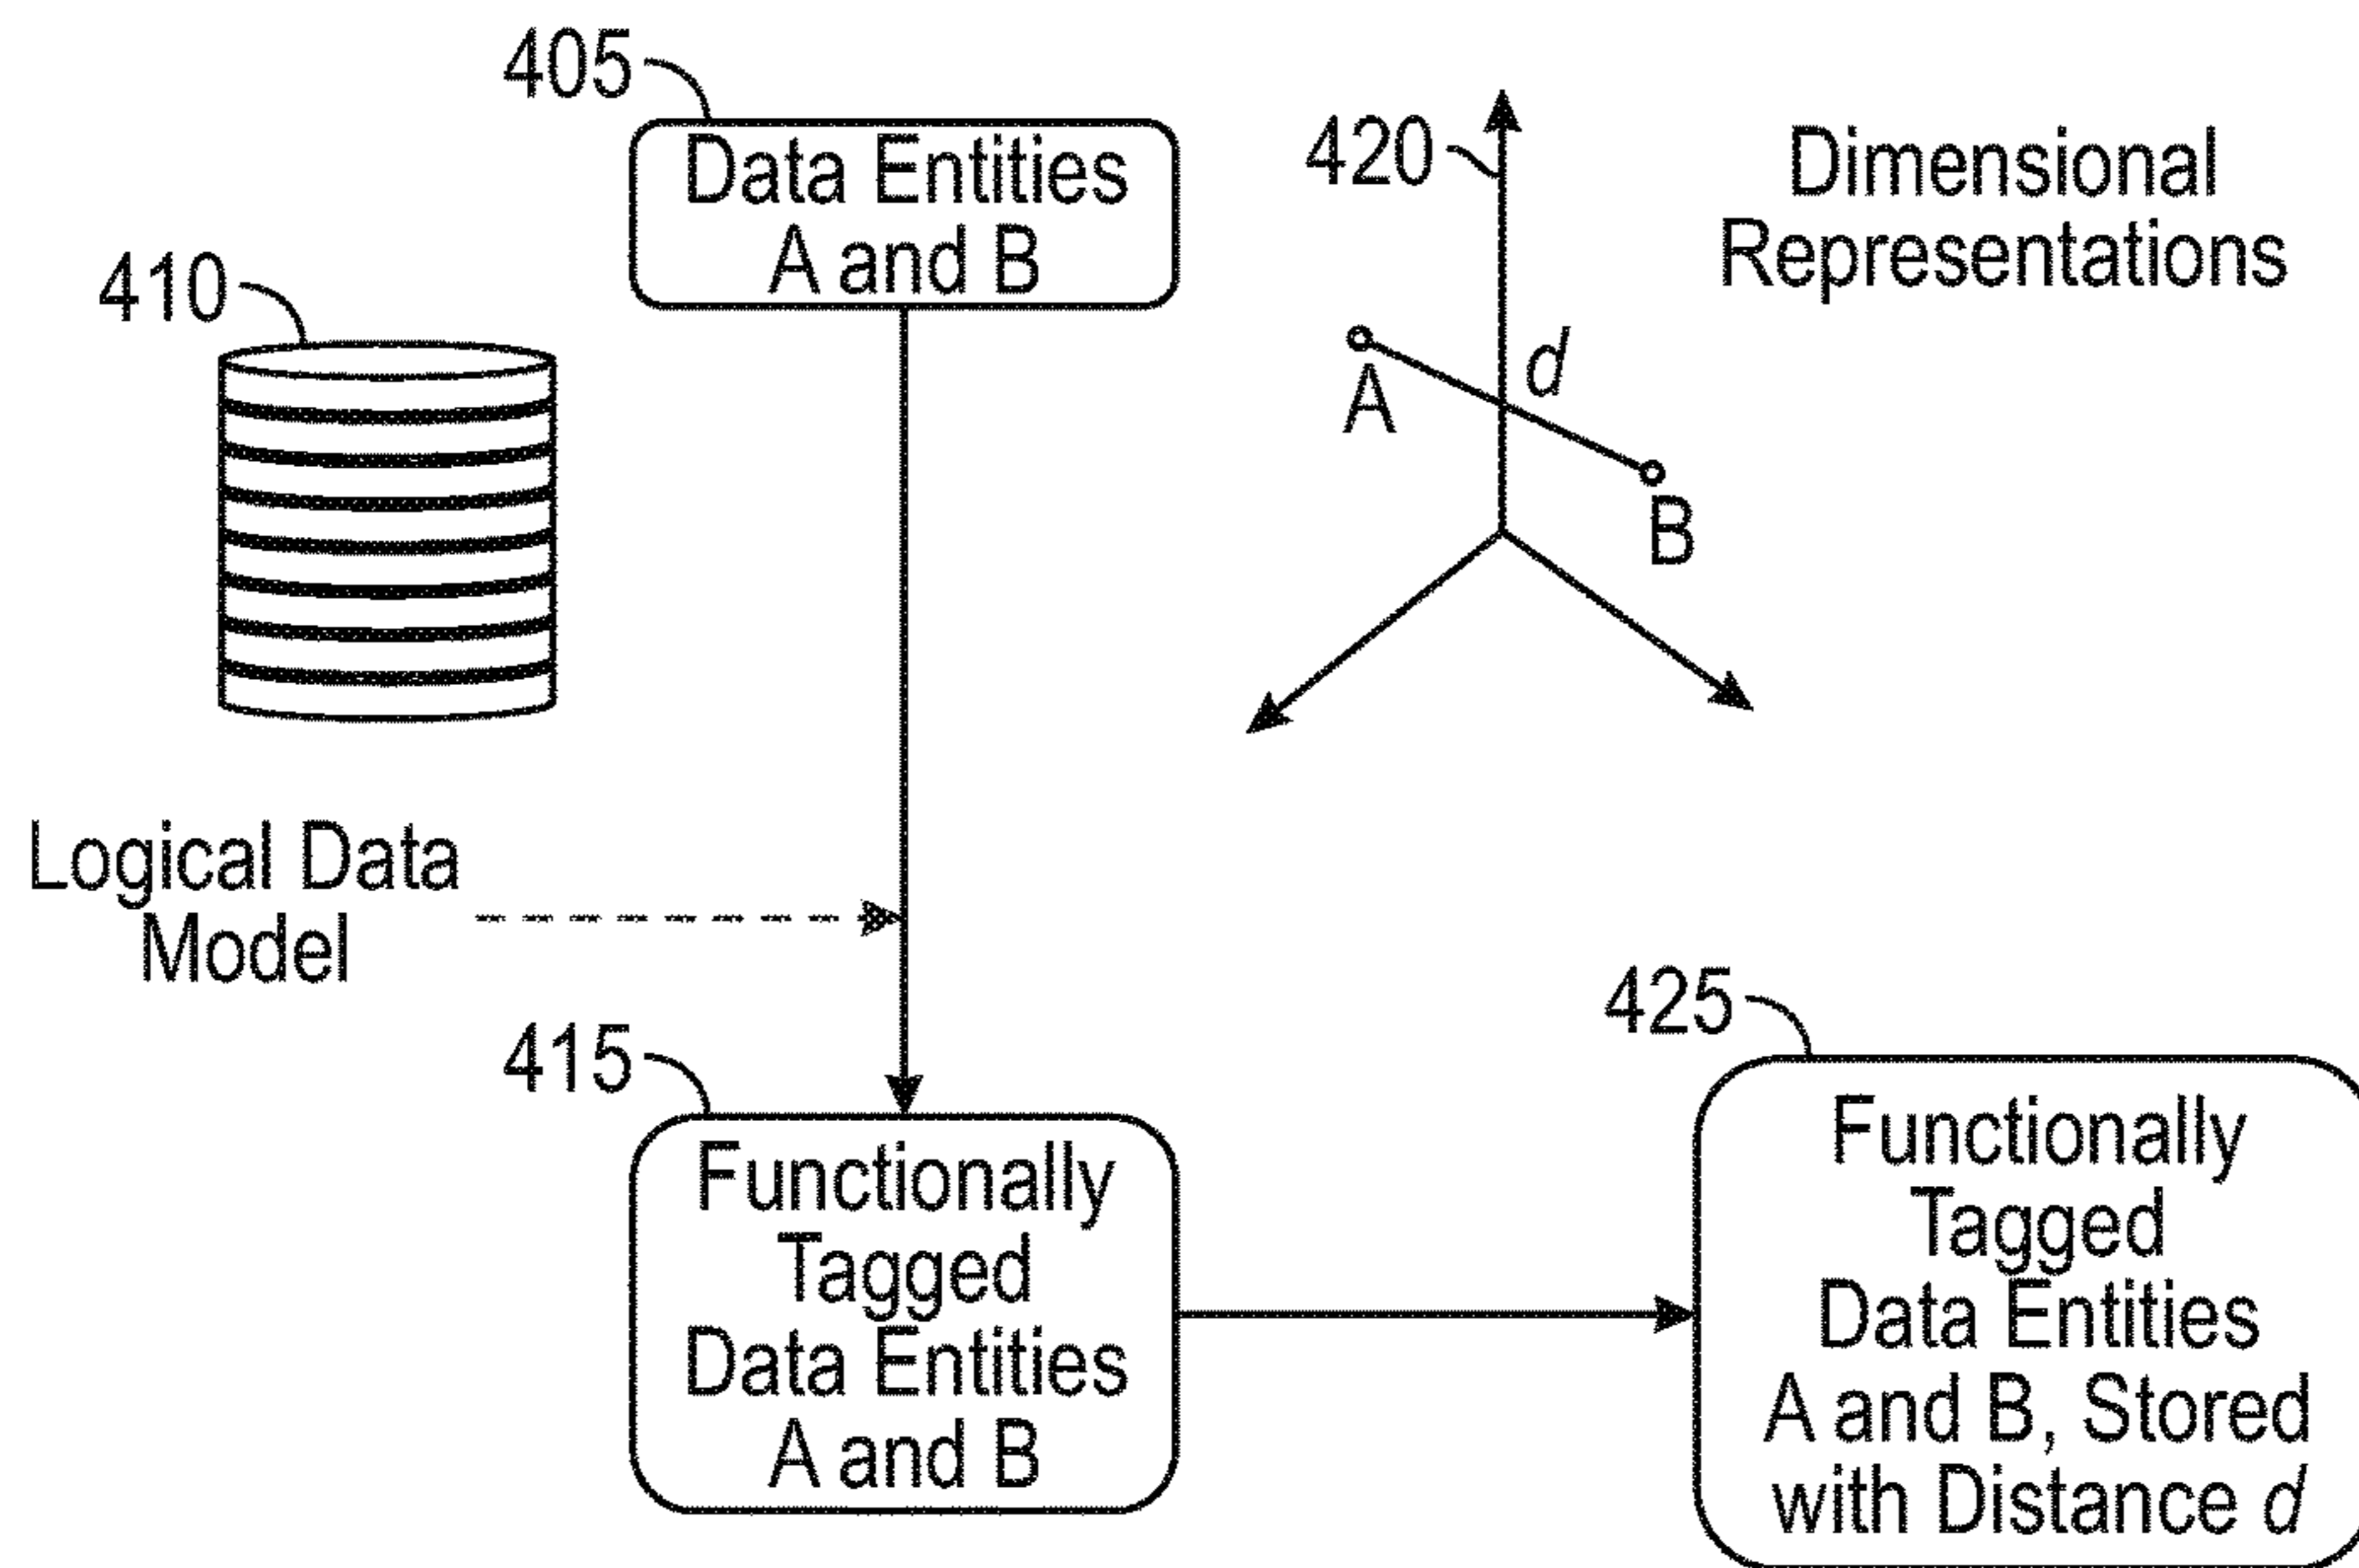 405
Data Entities
A and B
410
420
Dimensional
Representations
d
A
B
Logical Data
Model
415
Functionally
Tagged
Data Entities
A and B
425
Functionally
Tagged
Data Entities
A and B, Stored
with Distance d